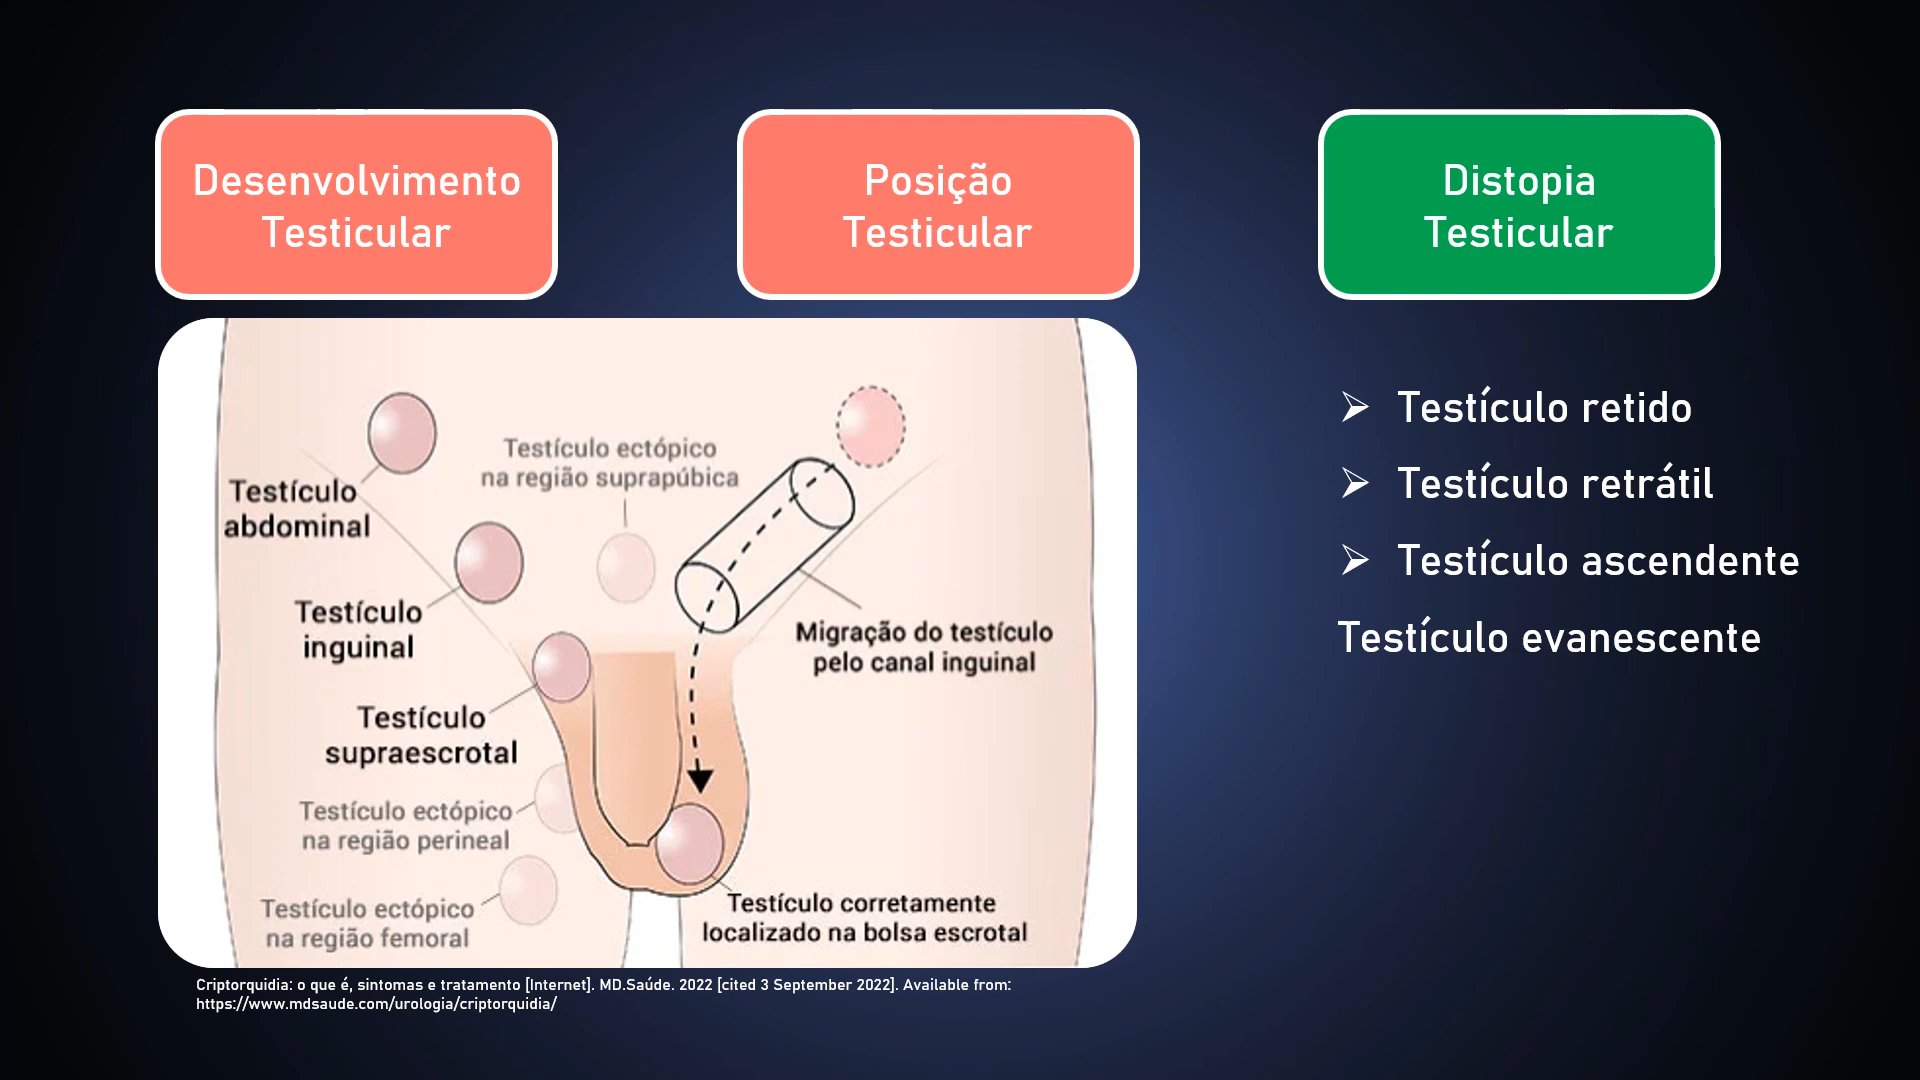 Desenvolvimento
Testicular
Posição
Testicular
Distopia
Testicular
Testículo
abdominal
Testículo ectópico
na região suprapúbica
Testículo
inguinal
Migração do testículo
pelo canal inguinal
Testículo
supraescrotal
Testículo ectópico
na região perineal
Testículo ectópico
na região femoral
Testículo corretamente
localizado na bolsa escrotal
Criptorquidia: o que é, sintomas e tratamento [Internet]. MD.Saúde. 2022 [cited 3 September 2022]. Available from:
https://www.mdsaude.com/urologia/criptorquidia/
➢ Testículo retido
➢ Testículo retrátil
➢ Testículo ascendente
Testículo evanescente